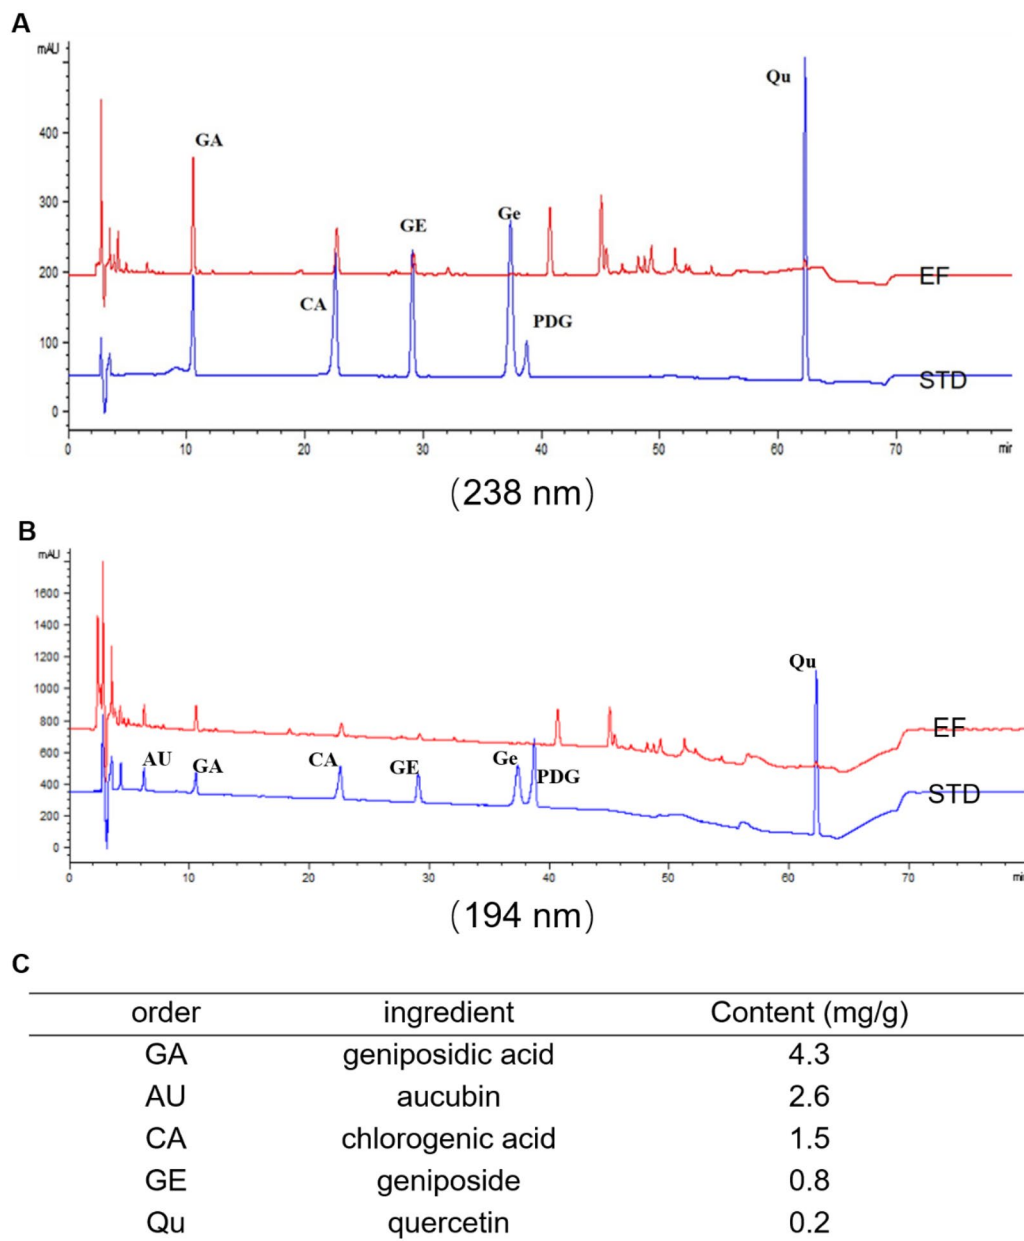 A
mAU
Qu
400
GA
300
GE
Ge
200
EF
CA
PDG
100
STD
0
0 10 20 30 40 50 60 70 mir
（238 nm）
B
mAU
1600
1400
1200
1000
Qu
800
EF
600
AU GA CA GE Ge PDG
400
STD
200
0
0 10 20 30 40 50 60 70 mi
（194 nm）
C
order ingredient Content (mg/g)
GA geniposidic acid 4.3
AU aucubin 2.6
CA chlorogenic acid 1.5
GE geniposide 0.8
Qu quercetin 0.2